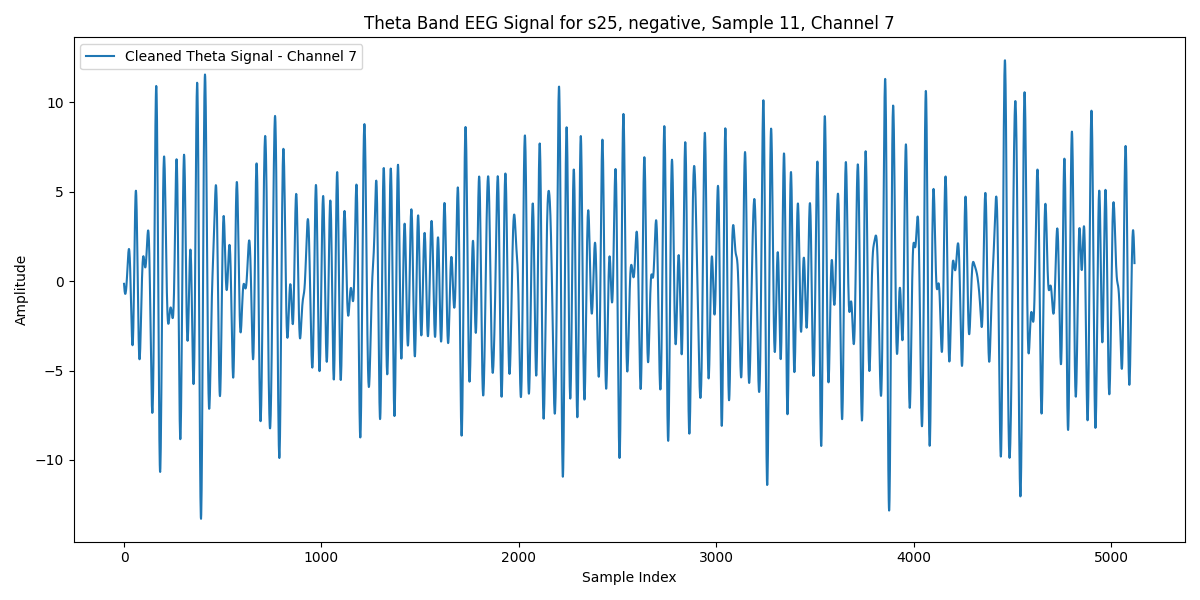 Theta Band EEG Signal for s25, negative, Sample 11, Channel 7
Cleaned Theta Signal - Channel 7
Amplitude
10
5
0
−5
−10
0 1000 2000 3000 4000 5000
Sample Index